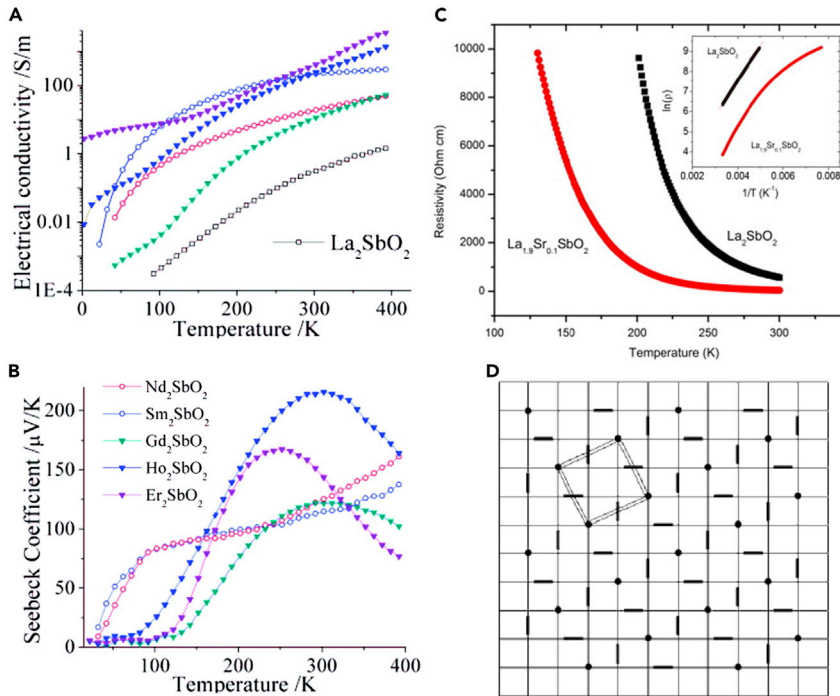 A
Electrical conductivity /S/m
100
1
0.01
1E-4
La₂SbO₂
0 100 200 300 400
Temperature /K
B
Seebeck Coefficient /μV/K
200
150
100
50
0
Nd₂SbO₂
Sm₂SbO₂
Gd₂SbO₂
Ho₂SbO₂
Er₂SbO₂
0 100 200 300 400
Temperature /K
C
Resistivity (Ohm cm)
10000
8000
6000
4000
2000
0
La₁.₉Sr₀.₁SbO₂
La₂SbO₂
100 150 200 250 300
Temperature (K)
ln(ρ)
9
8
7
6
5
4
La₂SbO₂
La₁.₉Sr₀.₁SbO₂
0.002 0.004 0.006 0.008
1/T (K⁻¹)
D